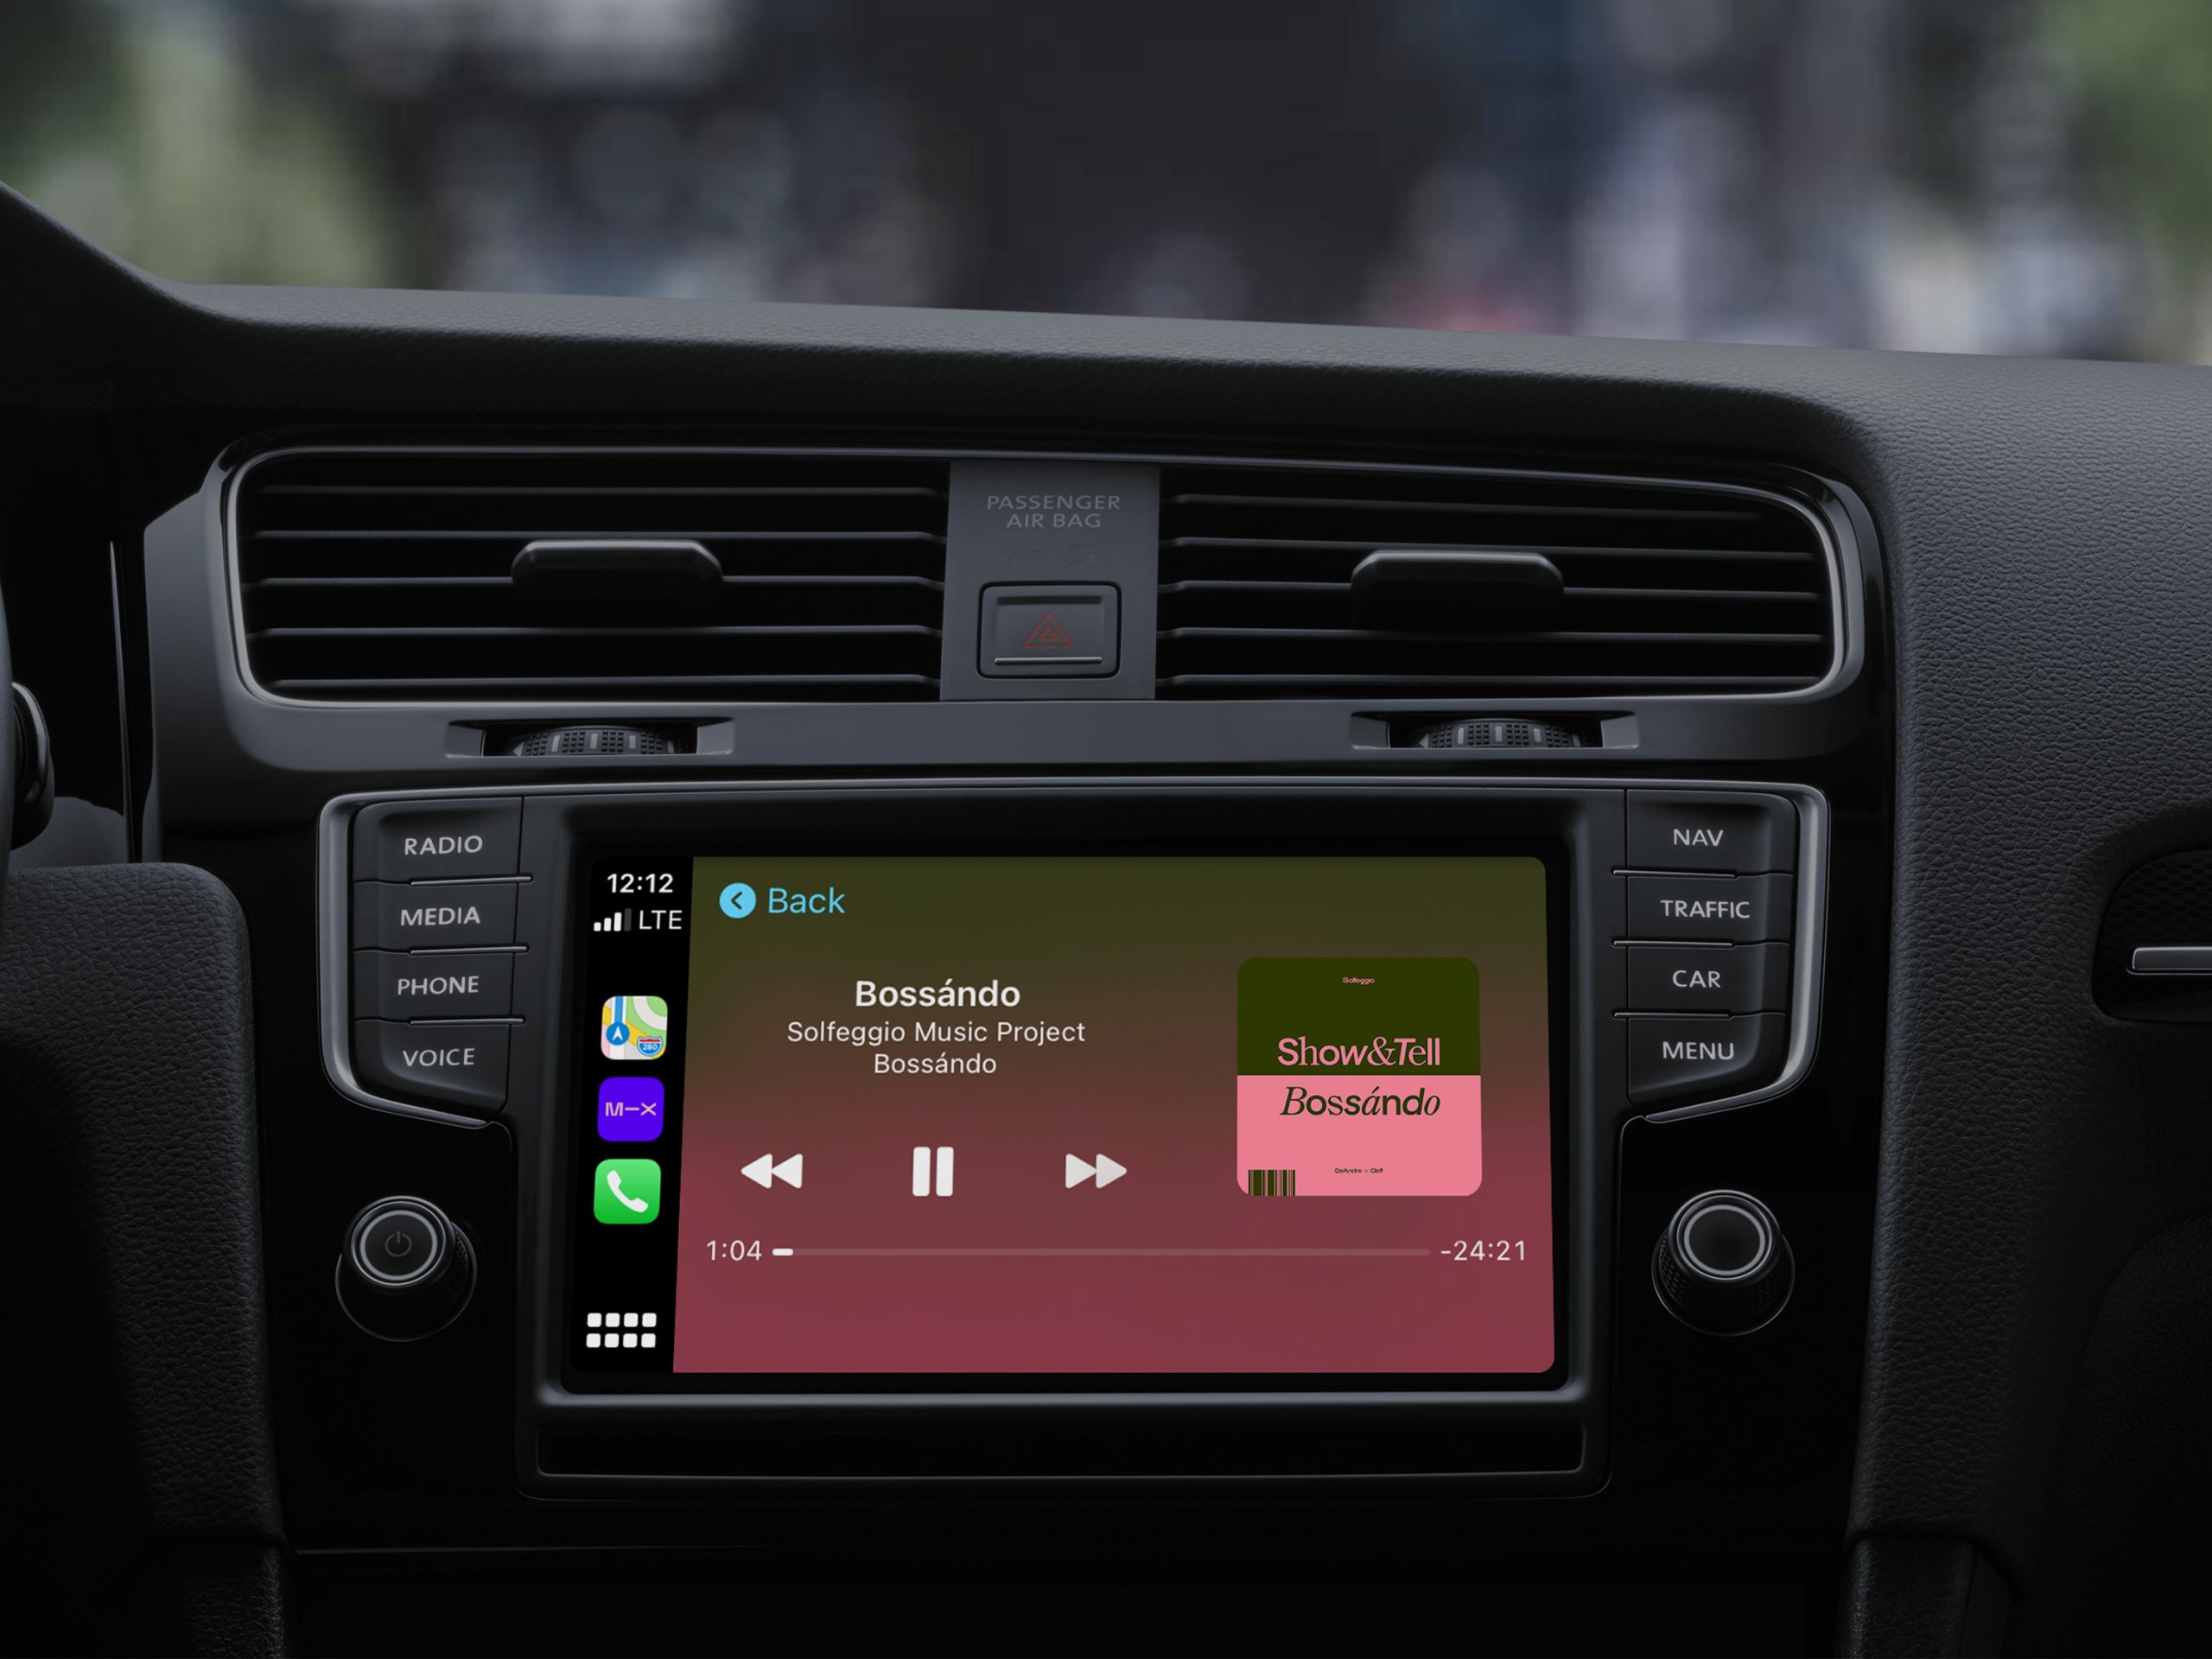 PASSENGER
AIR BAG
RADIO
MEDIA
PHONE
VOICE
NAV
TRAFFIC
CAR
MENU
12:12
LTE
280
M–X
Back
Bossándo
Solfeggio Music Project
Bossándo
1:04
-24:21
Solfeggio
Show&Tell
Bossándo